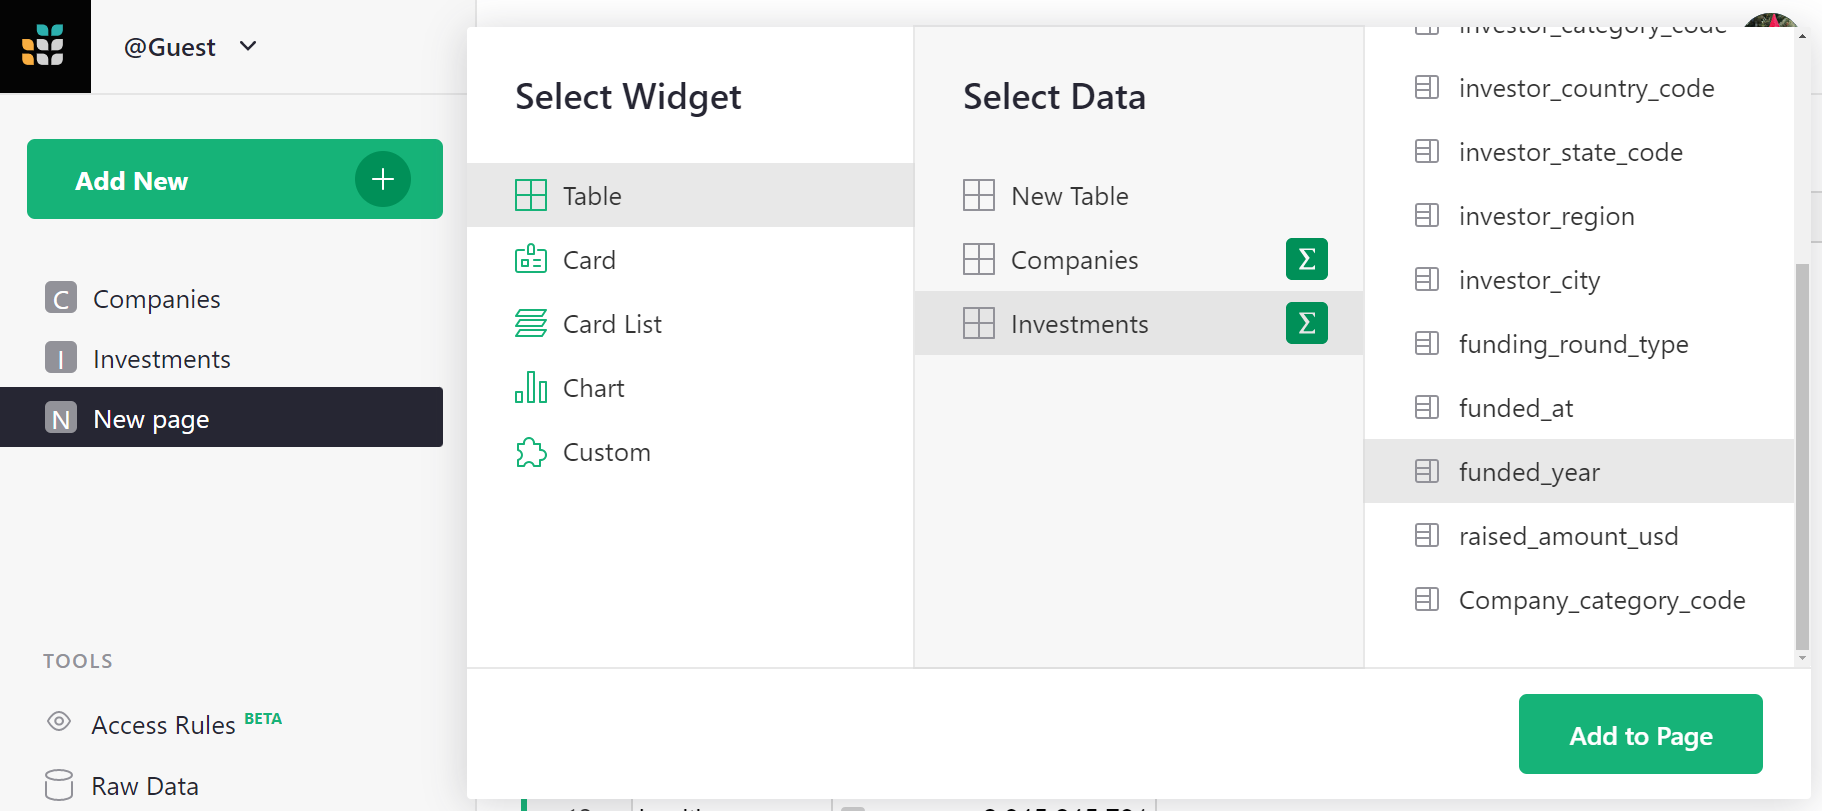 @Guest
Add New
C Companies
I Investments
N New page
TOOLS
Access Rules BETA
Raw Data
Select Widget
Table
Card
Card List
Chart
Custom
Select Data
New Table
Companies Σ
Investments Σ
investor_category_code
investor_country_code
investor_state_code
investor_region
investor_city
funding_round_type
funded_at
funded_year
raised_amount_usd
Company_category_code
Add to Page